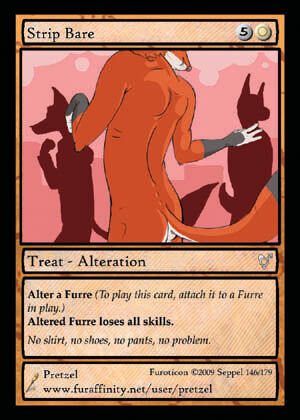 Strip Bare 5
Treat - Alteration
Alter a Furre (To play this card, attach it to a Furre
in play.)
Altered Furre loses all skills.
No shirt, no shoes, no pants, no problem.
Pretzel
Furoticon ©2009 Seppel 146/179
www.furaffinity.net/user/pretzel